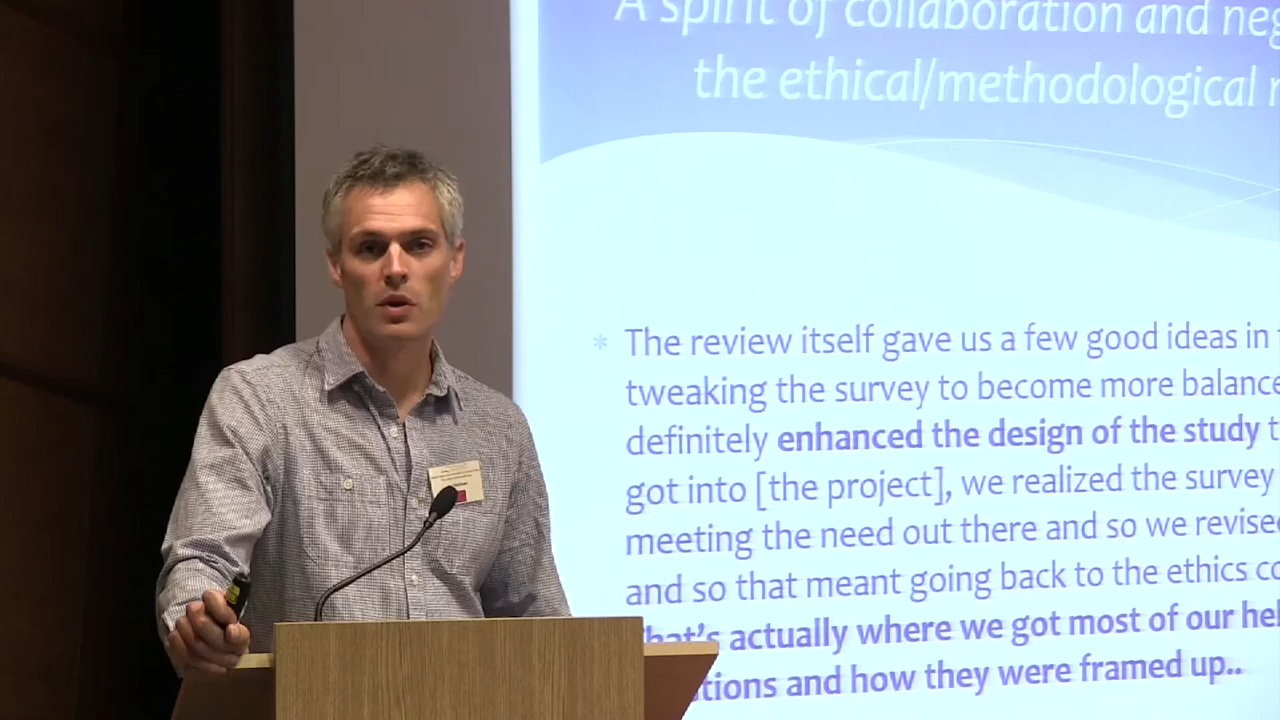 A spirit of collaboration and neg
the ethical/methodological r
* The review itself gave us a few good ideas in
tweaking the survey to become more balance
definitely enhanced the design of the study t
got into [the project], we realized the survey
meeting the need out there and so we revised
and so that meant going back to the ethics co
hat's actually where we got most of our hel
tions and how they were framed up..